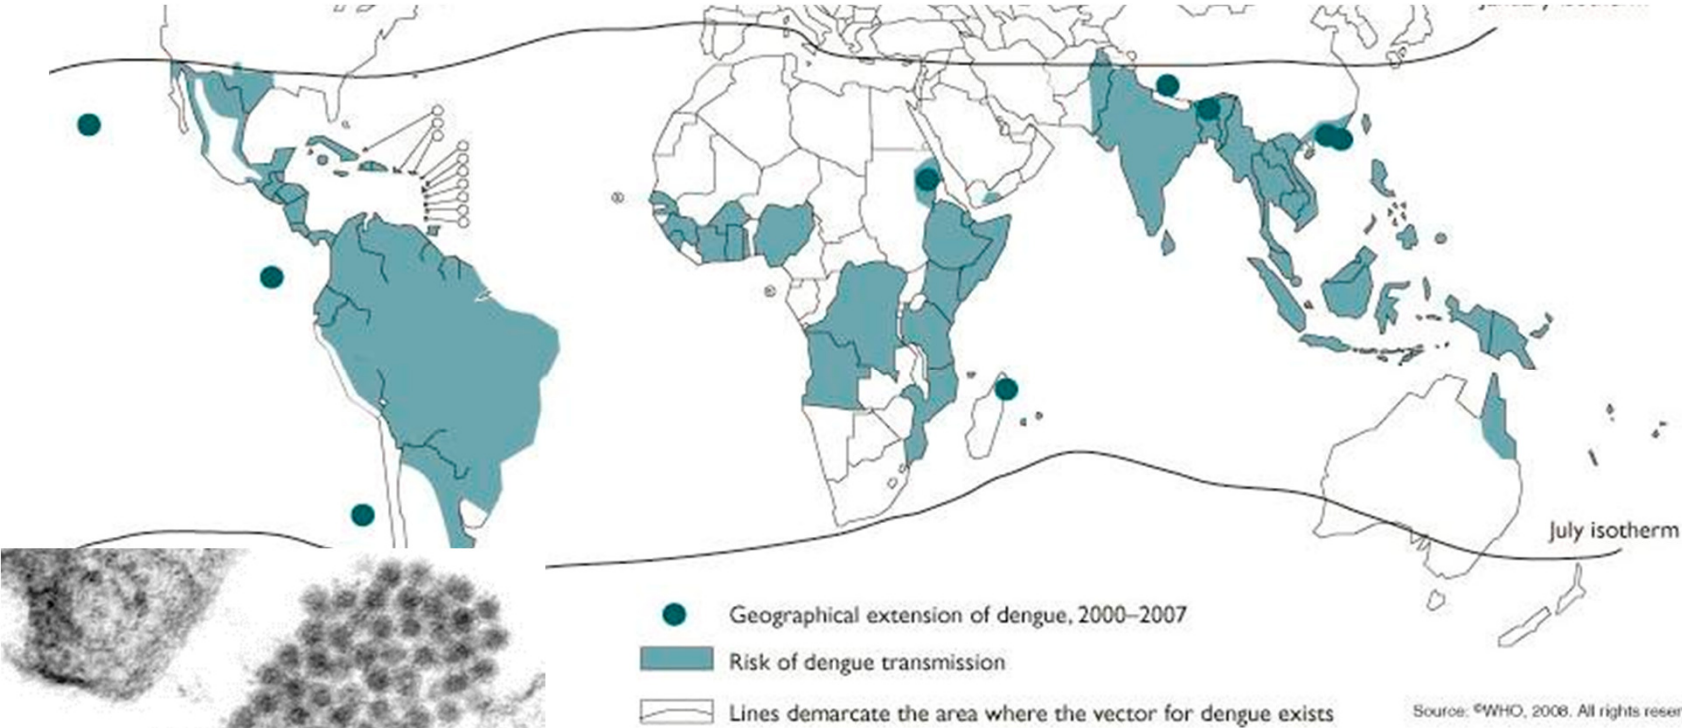 July isotherm
Geographical extension of dengue, 2000–2007
Risk of dengue transmission
Lines demarcate the area where the vector for dengue exists
Source: ©WHO, 2008. All rights reser